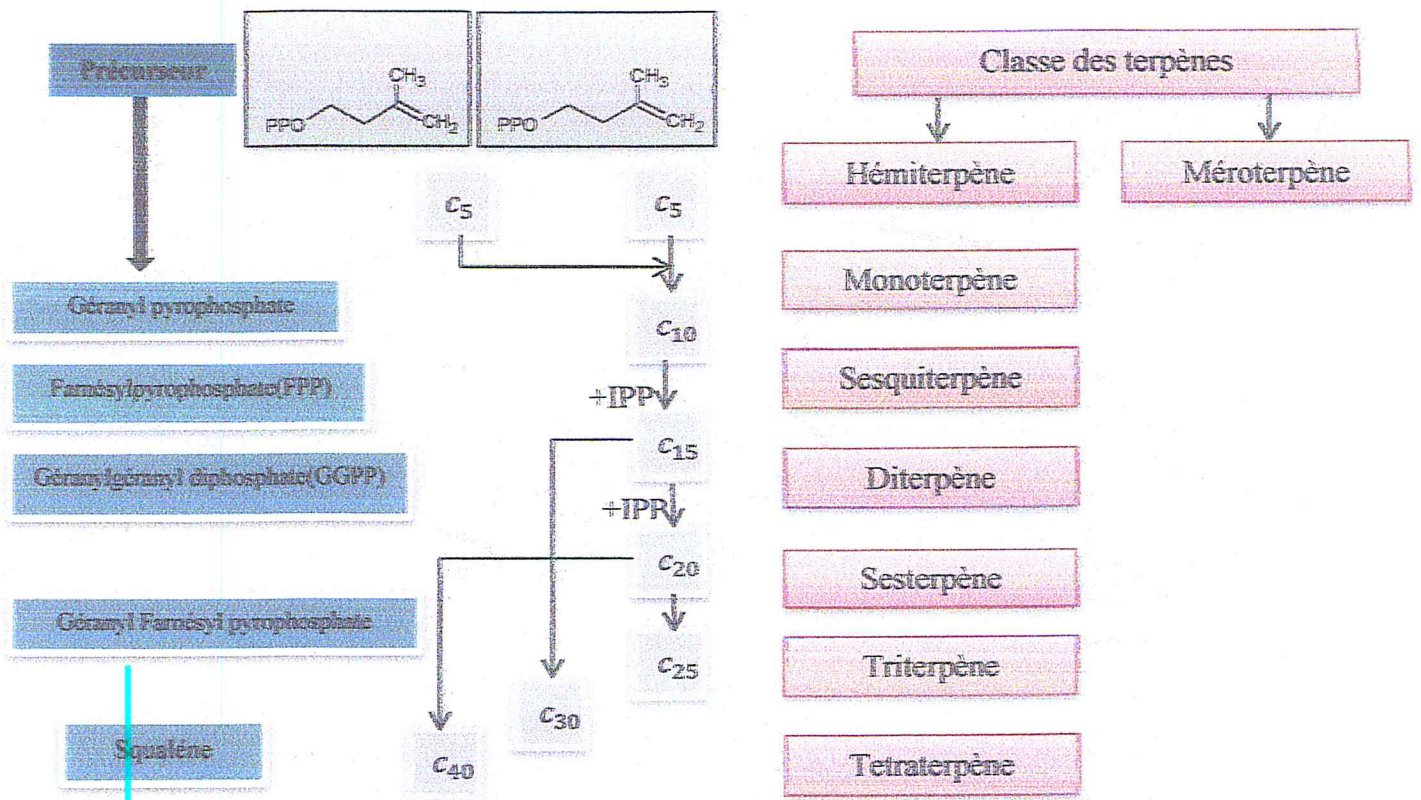 Précurseur
CH₃
PPO
CH₂
CH₃
PPO
CH₂
Classe des terpènes
Hémiterpène
Méroterpène
c₅
c₅
Monoterpène
Géranyl pyrophosphate
c₁₀
Sesquiterpène
Farnésylpyrophosphate(FPP)
+IPP
c₁₅
Géranylgéranyl diphosphate(GGPP)
Diterpène
+IPP
c₂₀
Sesterpène
Géranyl Farnésyl pyrophosphate
c₂₅
Triterpène
c₃₀
Squaléne
c₄₀
Tetraterpène